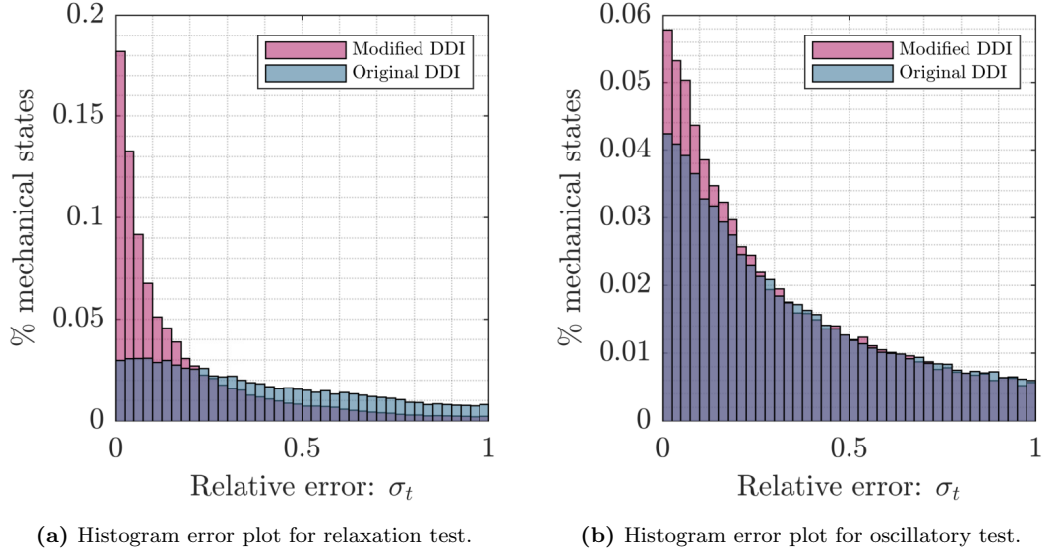 0.2
0.15
0.1
0.05
0
% mechanical states
Modified DDI
Original DDI
0
0.5
1
Relative error: σt
(a) Histogram error plot for relaxation test.
0.06
0.05
0.04
0.03
0.02
0.01
0
% mechanical states
Modified DDI
Original DDI
0
0.5
1
Relative error: σt
(b) Histogram error plot for oscillatory test.